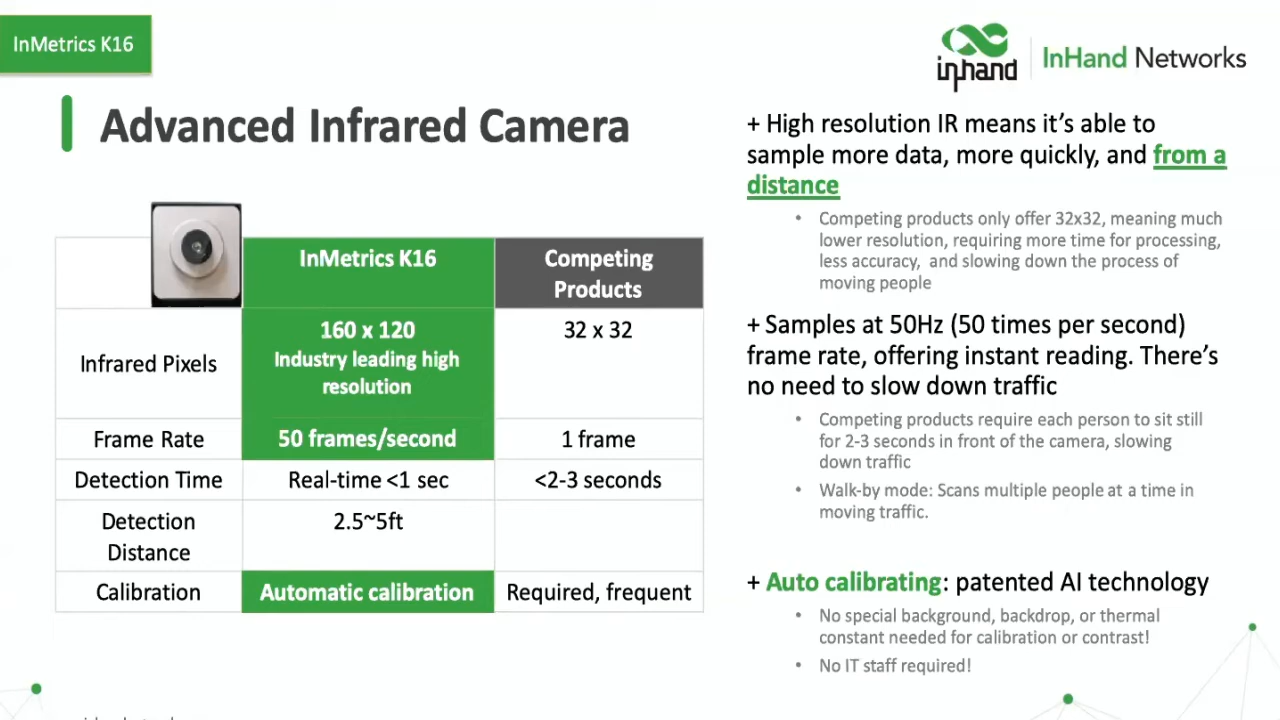 InMetrics K16
inhand
InHand Networks
Advanced Infrared Camera
InMetrics K16
Competing
Products
Infrared Pixels
160 x 120
Industry leading high
resolution
32 x 32
Frame Rate
50 frames/second
1 frame
Detection Time
Real-time <1 sec
<2-3 seconds
Detection
Distance
2.5~5ft
Calibration
Automatic calibration
Required, frequent
+ High resolution IR means it’s able to
sample more data, more quickly, and from a
distance
• Competing products only offer 32x32, meaning much
lower resolution, requiring more time for processing,
less accuracy, and slowing down the process of
moving people
+ Samples at 50Hz (50 times per second)
frame rate, offering instant reading. There’s
no need to slow down traffic
• Competing products require each person to sit still
for 2-3 seconds in front of the camera, slowing
down traffic
• Walk-by mode: Scans multiple people at a time in
moving traffic.
+ Auto calibrating: patented AI technology
• No special background, backdrop, or thermal
constant needed for calibration or contrast!
• No IT staff required!